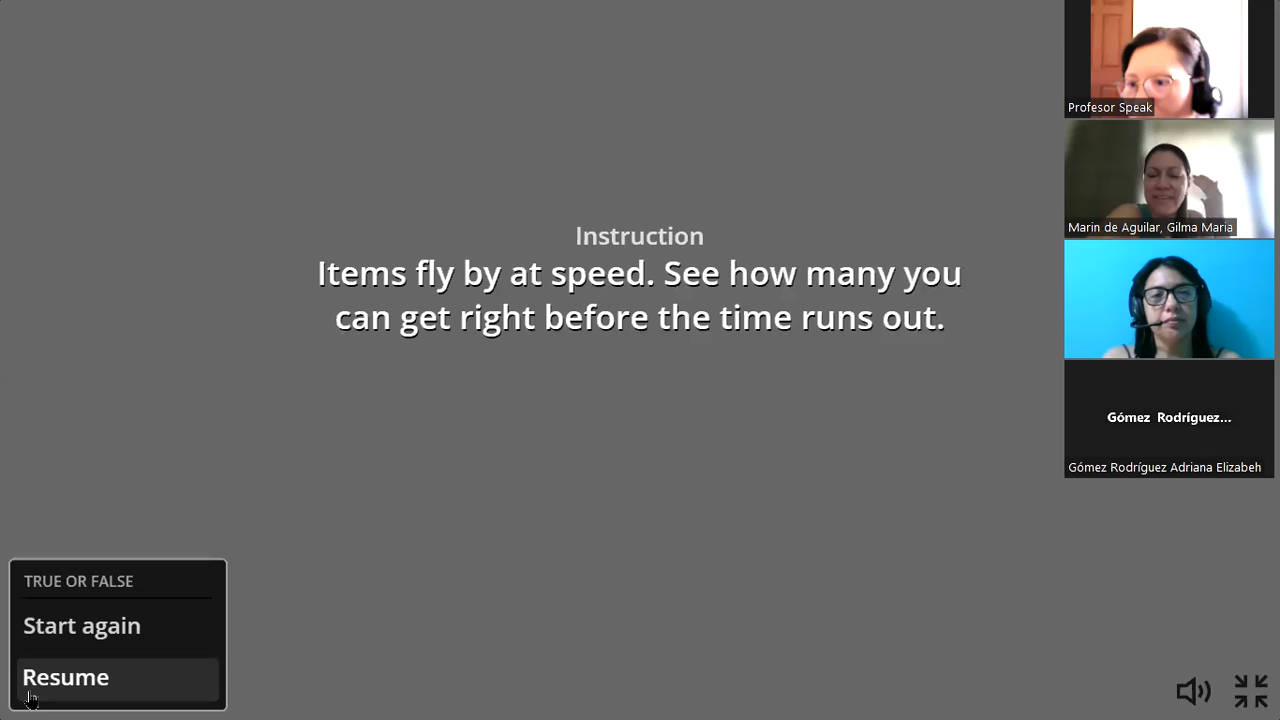 Profesor Speak
Marin de Aguilar, Gilma Maria
Instruction
Items fly by at speed. See how many you
can get right before the time runs out.
Gómez Rodríguez...
Gómez Rodríguez Adriana Elizabeh
TRUE OR FALSE
Start again
Resume